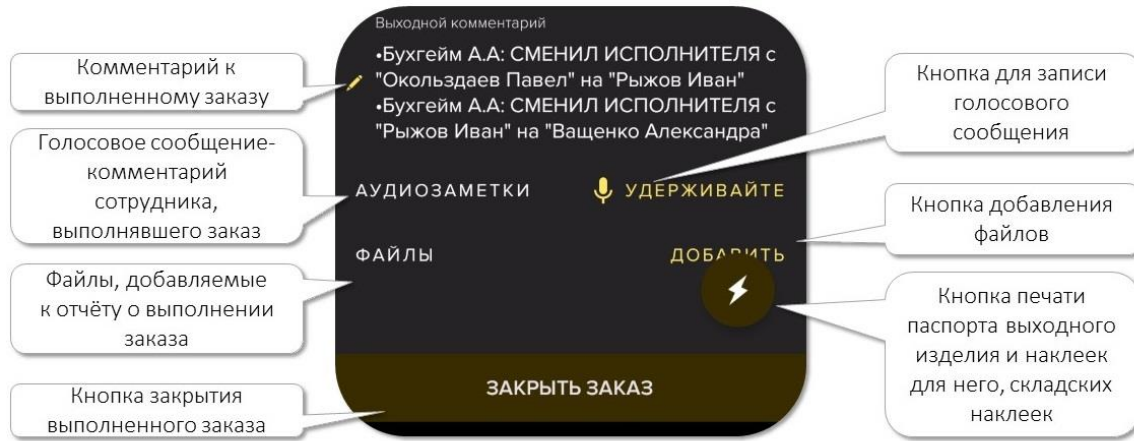 Выходной комментарий
•Бухгейм А.А: СМЕНИЛ ИСПОЛНИТЕЛЯ с
"Окольздаев Павел" на "Рыжов Иван"
•Бухгейм А.А: СМЕНИЛ ИСПОЛНИТЕЛЯ с
"Рыжов Иван" на "Ващенко Александра"
АУДИОЗАМЕТКИ
УДЕРЖИВАЙТЕ
ФАЙЛЫ
ДОБАВИТЬ
ЗАКРЫТЬ ЗАКАЗ
Комментарий к
выполненному заказу
Голосовое сообщение-
комментарий
сотрудника,
выполнявшего заказ
Файлы, добавляемые
к отчёту о выполнении
заказа
Кнопка закрытия
выполненного заказа
Кнопка для записи
голосового
сообщения
Кнопка добавления
файлов
Кнопка печати
паспорта выходного
изделия и наклеек
для него, складских
наклеек